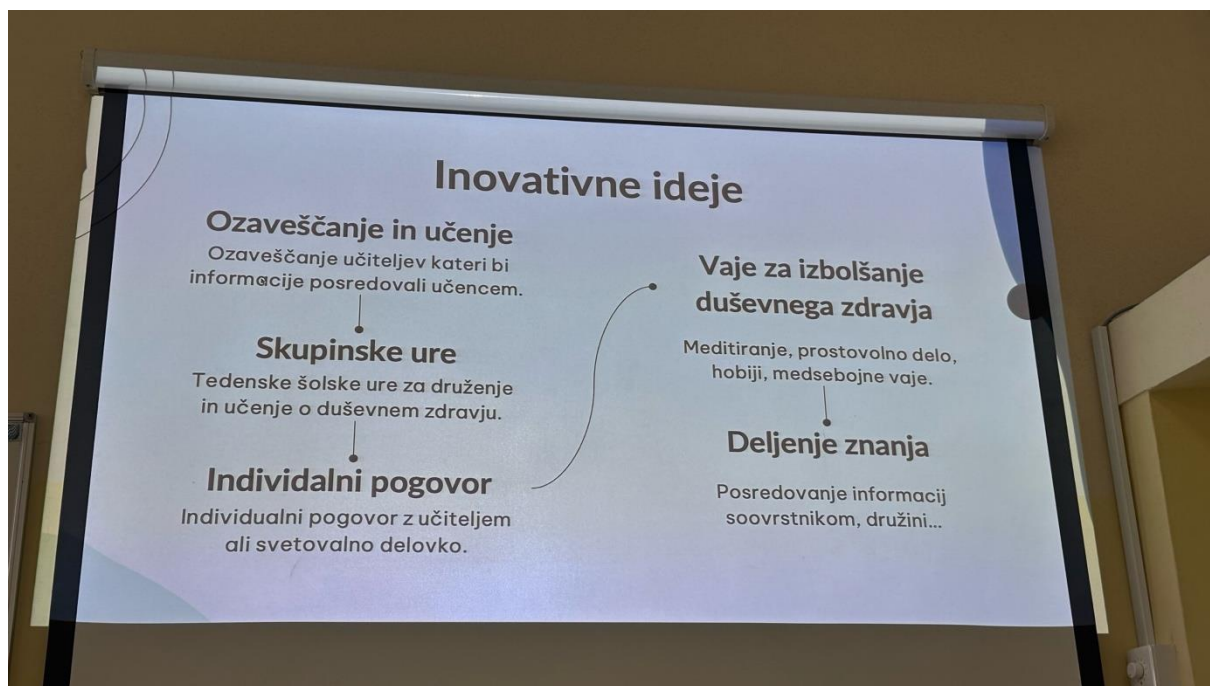 Inovativne ideje
Ozaveščanje in učenje
Ozaveščanje učiteljev kateri bi
informacije posredovali učencem.
Skupinske ure
Tedenske šolske ure za druženje
in učenje o duševnem zdravju.
Individalni pogovor
Individualni pogovor z učiteljem
ali svetovalno delovko.
Vaje za izbolšanje
duševnega zdravja
Meditiranje, prostovolno delo,
hobiji, medsebojne vaje.
Deljenje znanja
Posredovanje informacij
soovrstnikom, družini...